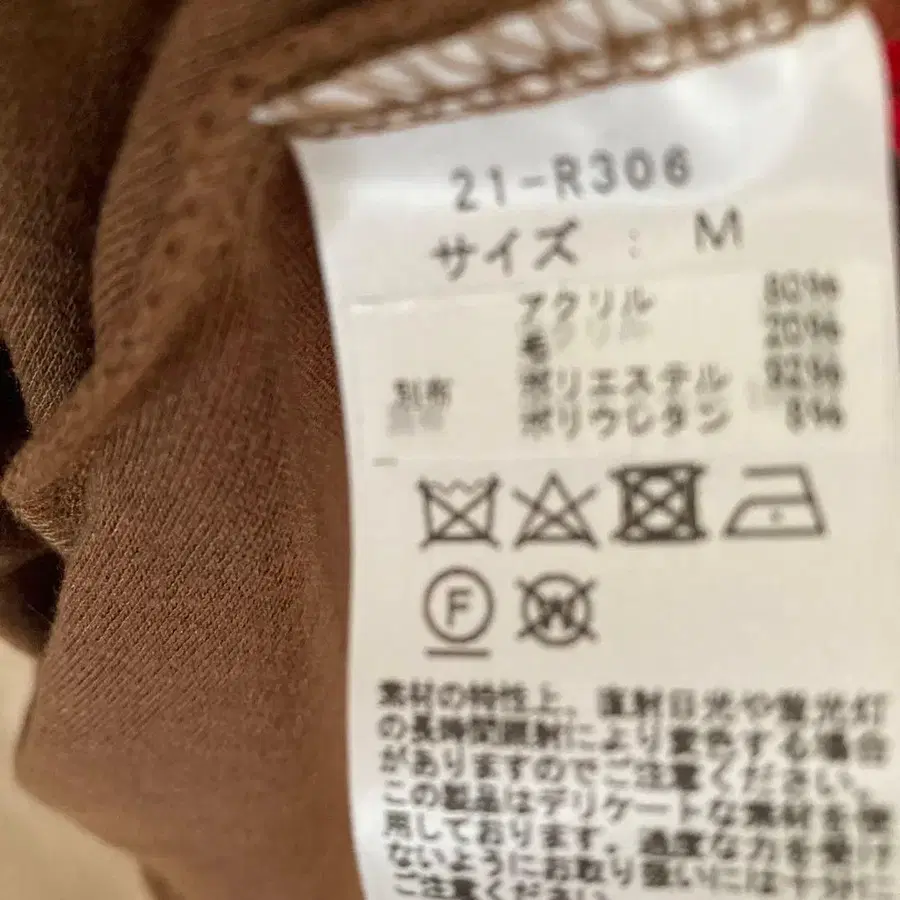 21-R306
サイズ : M
アクリル 80%
毛 20%
別布 ポリエステル 92%
ポリウレタン 8%
F
W
素材の特性上、直射日光や蛍光灯
の長時間照射により変色する場合
がありますのでご注意ください。
この製品はデリケートな素材を使
用しております。過度な力を受け
ないようにお取り扱いには十分に
ご注意ください。